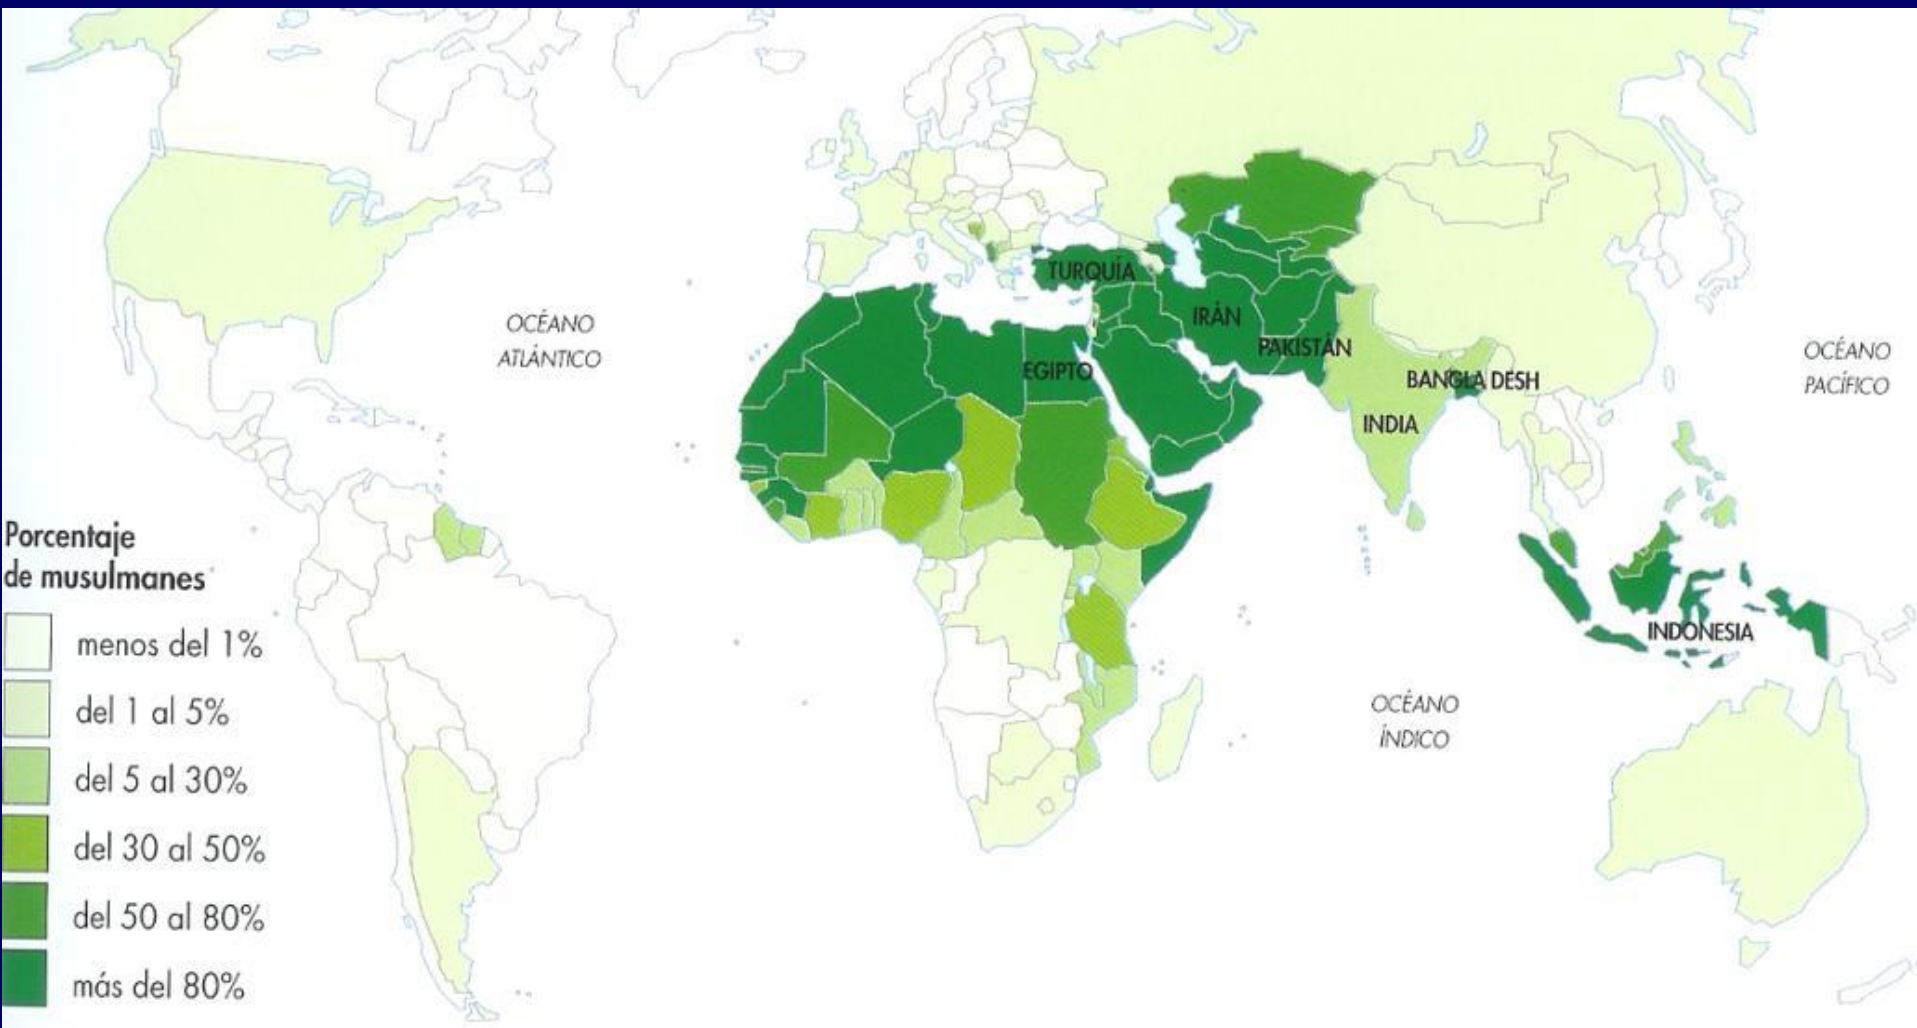 OCÉANO
ATLÁNTICO
TURQUÍA
IRÁN
PAKISTÁN
EGIPTO
BANGLA DESH
INDIA
OCÉANO
PACÍFICO
INDONESIA
OCÉANO
ÍNDICO
Porcentaje
de musulmanes
menos del 1%
del 1 al 5%
del 5 al 30%
del 30 al 50%
del 50 al 80%
más del 80%